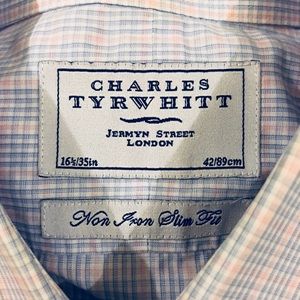 CHARLES
TYRWHITT
JERMYN STREET
LONDON
16½/35in 42/89cm
Non Iron Slim Fit